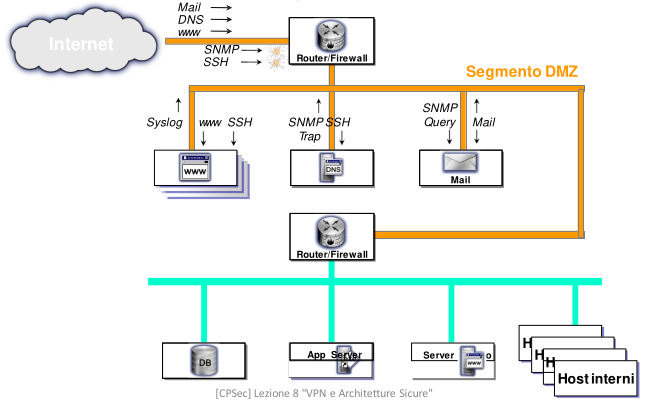 Mail
DNS
www
Internet
SNMP
SSH
Router/Firewall
Segmento DMZ
Syslog
www
SSH
SNMP
Trap
SSH
SNMP
Query
Mail
www
DNS
Mail
Router/Firewall
DB
App Server
Server
www
o
H
H
H
Host interni
[CPSec] Lezione 8 "VPN e Architetture Sicure"